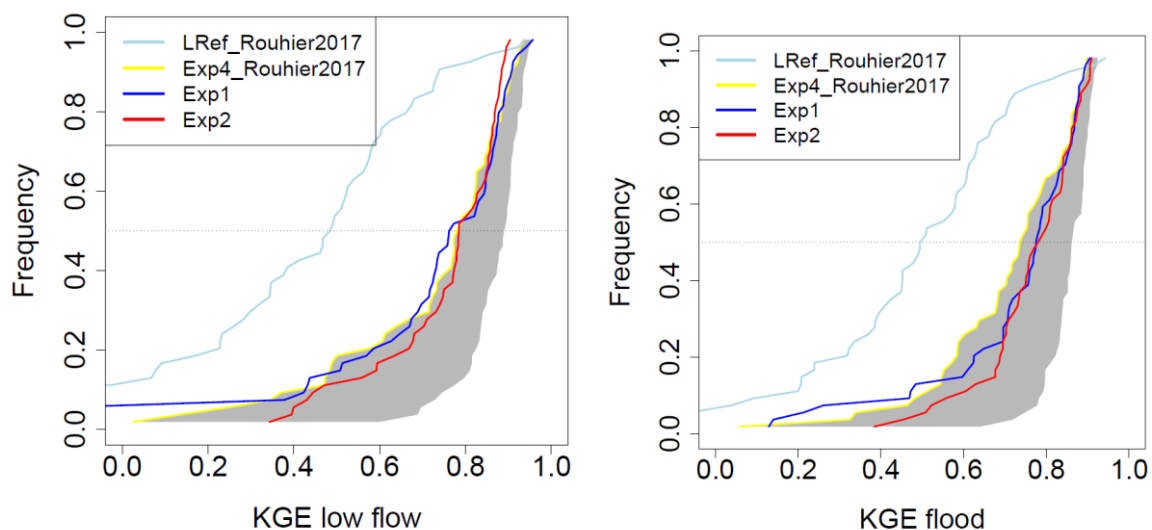 LRef_Rouhier2017
Exp4_Rouhier2017
Exp1
Exp2
Frequency
0.0 0.2 0.4 0.6 0.8 1.0
0.0 0.2 0.4 0.6 0.8 1.0
KGE low flow
LRef_Rouhier2017
Exp4_Rouhier2017
Exp1
Exp2
Frequency
0.0 0.2 0.4 0.6 0.8 1.0
0.0 0.2 0.4 0.6 0.8 1.0
KGE flood